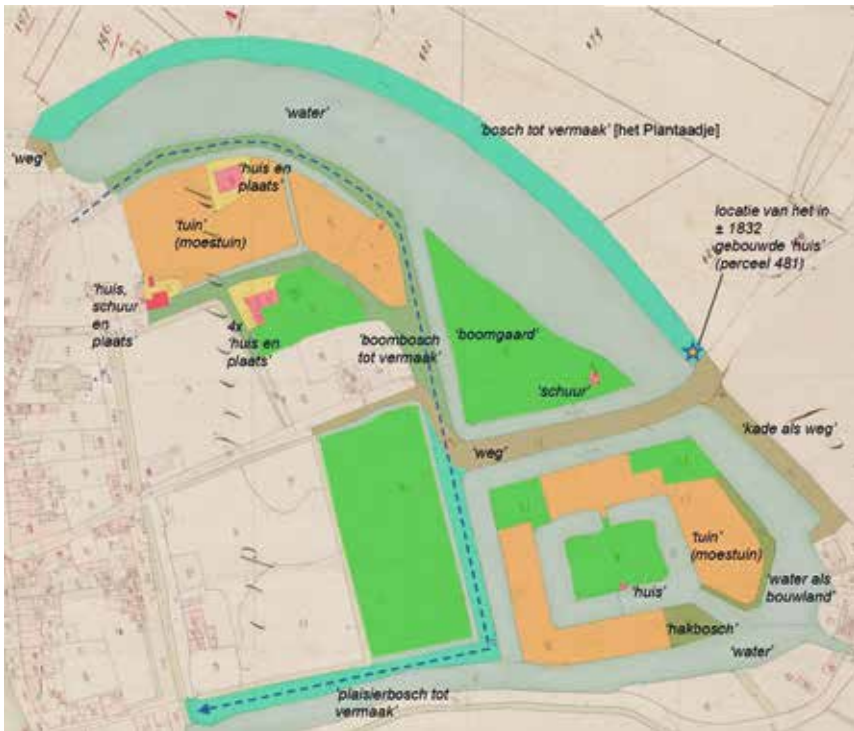 'water'
'bosch tot vermaak' [het Plantaadje]
'weg'
'huis en
plaats'
'tuin'
(moestuin)
locatie van het in
± 1832
gebouwde 'huis'
(perceel 481)
'huis,
schuur
en
plaats'
4x
'huis en
plaats'
'boombosch
tot vermaak'
'boomgaard'
'schuur'
'kade als weg'
'weg'
'tuin'
(moestuin)
'huis'
'water als
bouwland'
'hakbosch'
'water'
'plaisierbosch tot
vermaak'